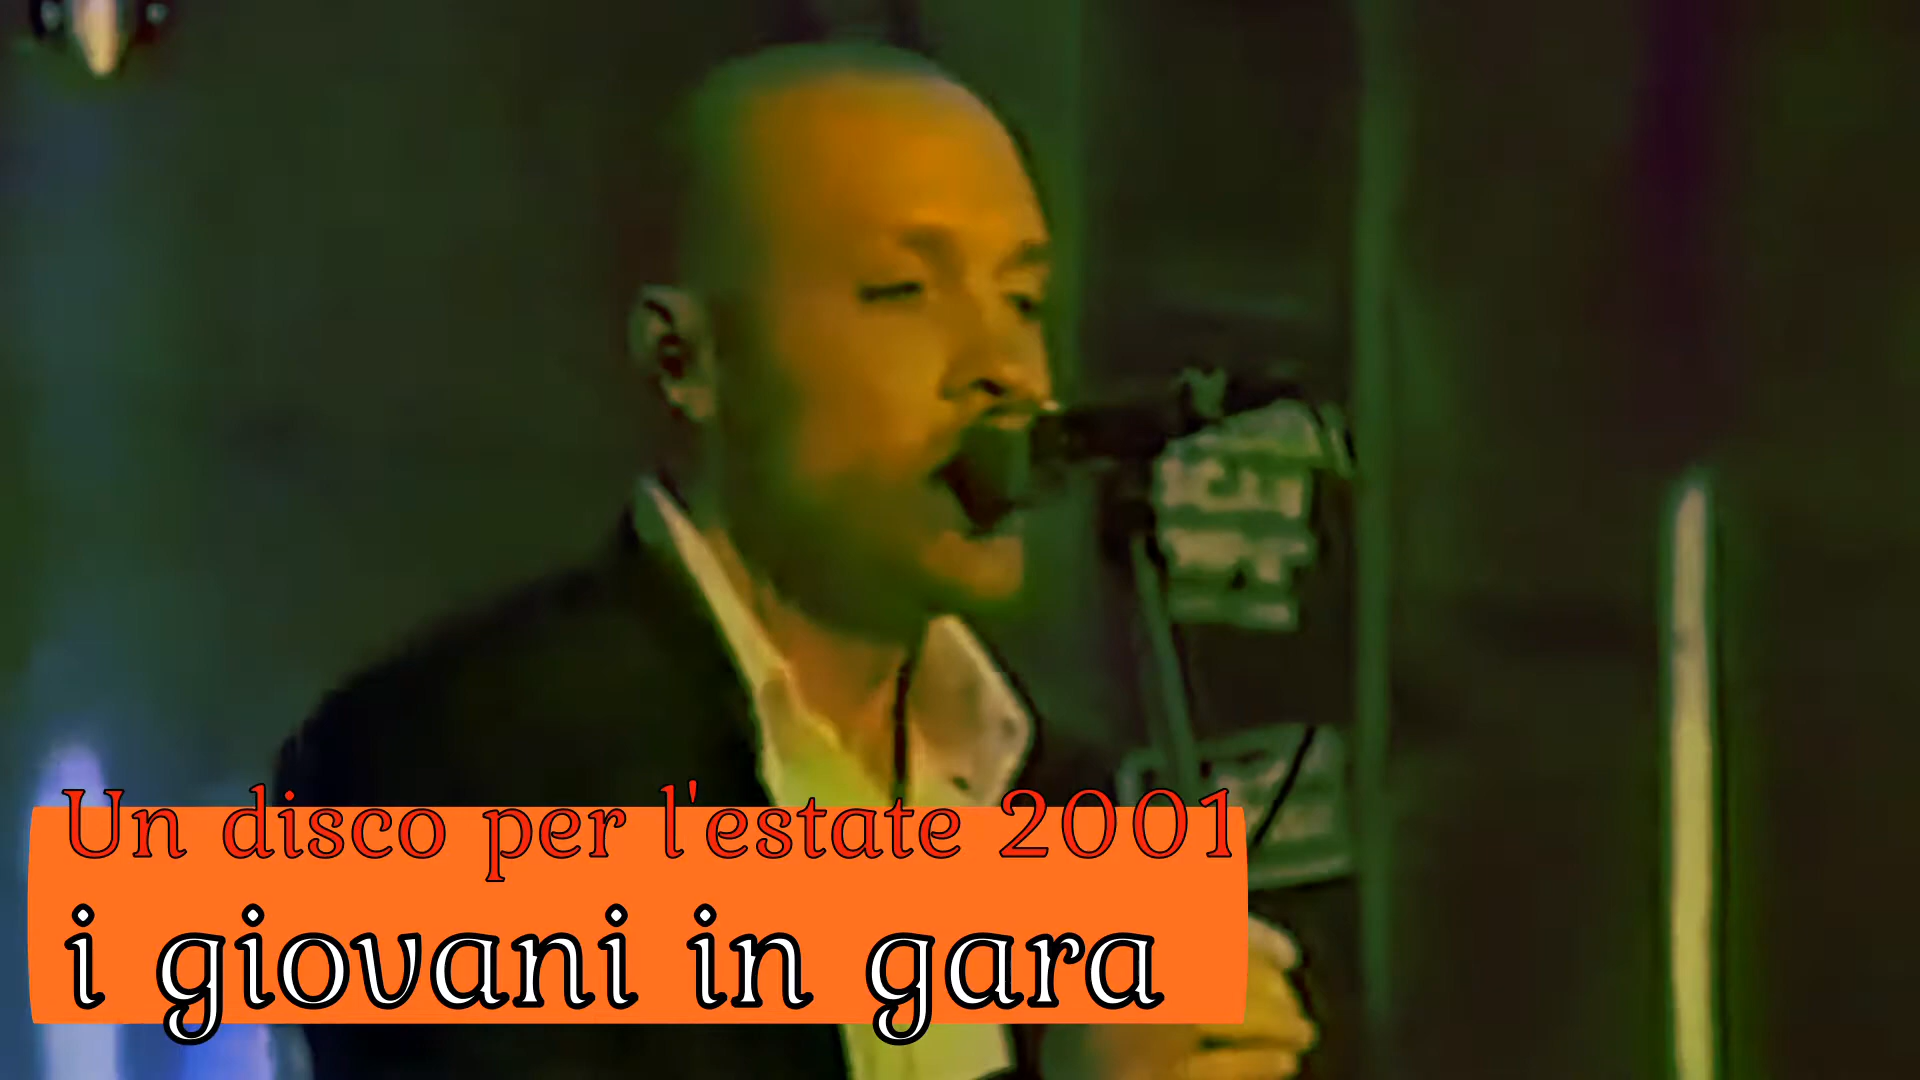 Un disco per l'estate 2001
i giovani in gara